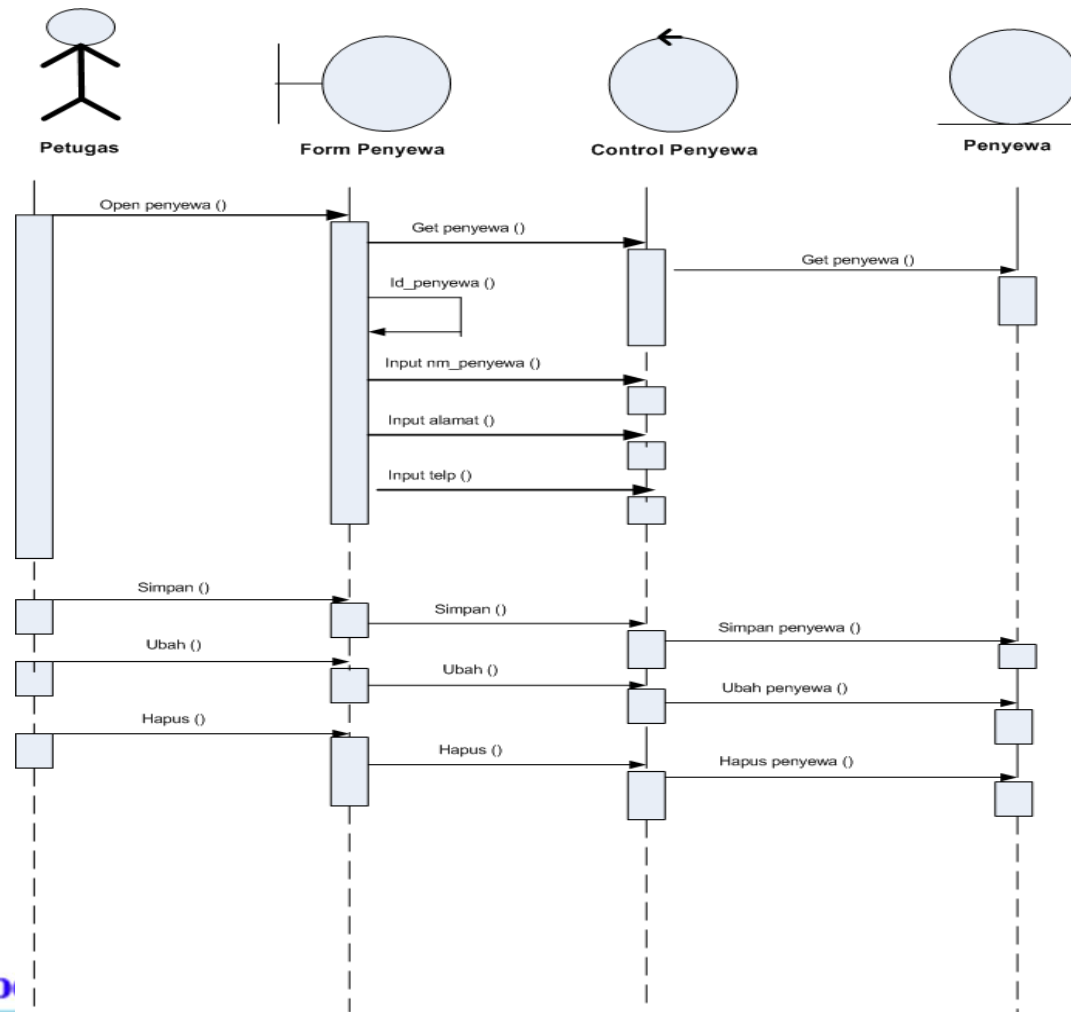 Petugas
Form Penyewa
Control Penyewa
Penyewa
Open penyewa ()
Get penyewa ()
Get penyewa ()
Id_penyewa ()
Input nm_penyewa ()
Input alamat ()
Input telp ()
Simpan ()
Simpan ()
Simpan penyewa ()
Ubah ()
Ubah ()
Ubah penyewa ()
Hapus ()
Hapus ()
Hapus penyewa ()